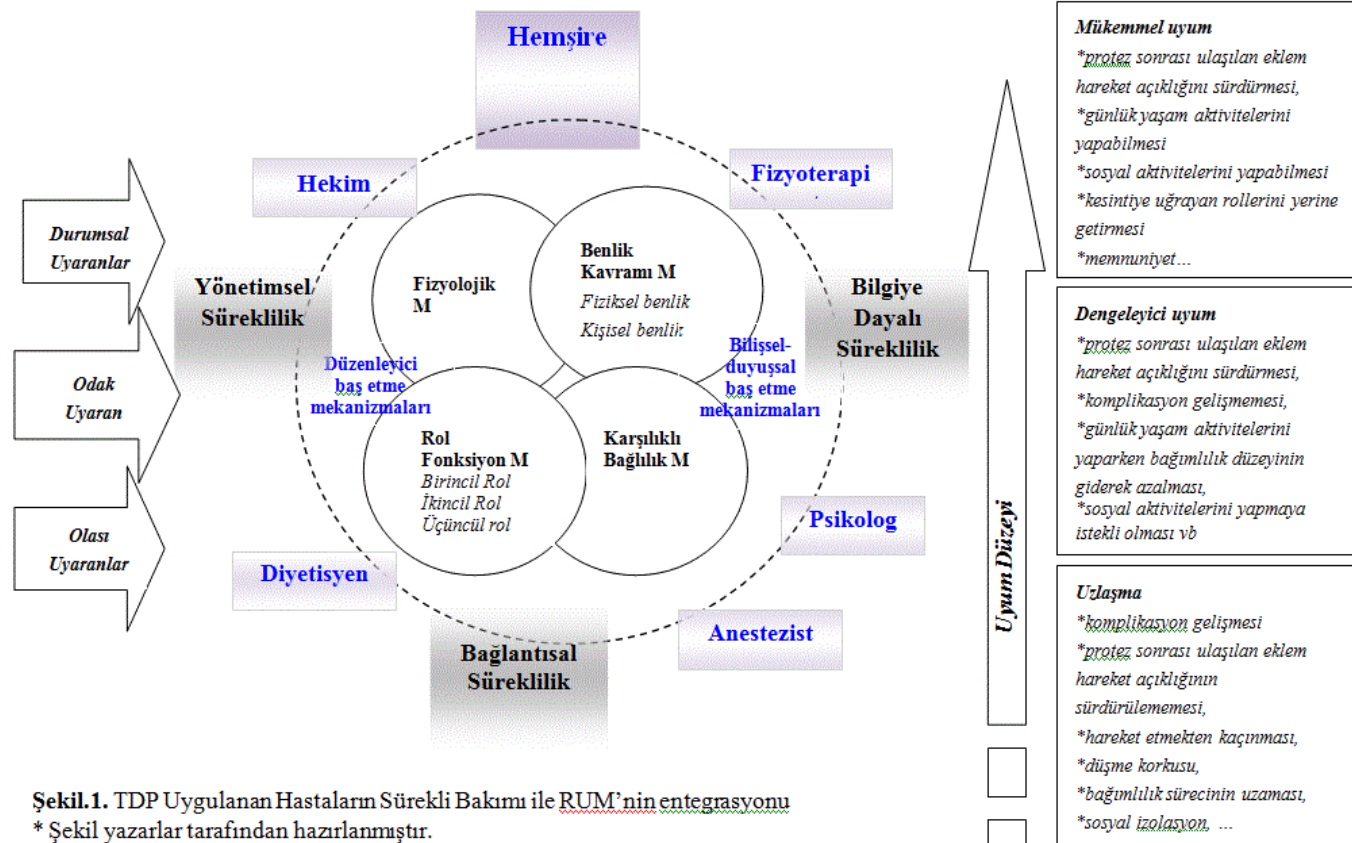 Hemşire
Hekim
Fizyoterapi
.
Durumsal
Uyaranlar
Odak
Uyaran
Olası
Uyaranlar
Yönetimsel
Süreklilik
Fizyolojik
M
Benlik
Kavramı M
Fiziksel benlik
Kişisel benlik
Bilgiye
Dayalı
Süreklilik
Düzenleyici
baş etme
mekanizmaları
Bilişsel-
duyuşsal
baş etme
mekanizmaları
Rol
Fonksiyon M
Birincil Rol
İkincil Rol
Üçüncül rol
Karşılıklı
Bağlılık M
Psikolog
Diyetisyen
Anestezist
Bağlantısal
Süreklilik
Uyum Düzeyi
Mükemmel uyum
*protez sonrası ulaşılan eklem
hareket açıklığını sürdürmesi,
*günlük yaşam aktivitelerini
yapabilmesi
*sosyal aktivitelerini yapabilmesi
*kesintiye uğrayan rollerini yerine
getirmesi
*memnuniyet…
Dengeleyici uyum
*protez sonrası ulaşılan eklem
hareket açıklığını sürdürmesi,
*komplikasyon gelişmemesi,
*günlük yaşam aktivitelerini
yaparken bağımlılık düzeyinin
giderek azalması,
*sosyal aktivitelerini yapmaya
istekli olması vb
Uzlaşma
*komplikasyon gelişmesi
*protez sonrası ulaşılan eklem
hareket açıklığının
sürdürülememesi,
*hareket etmekten kaçınması,
*düşme korkusu,
*bağımlılık sürecinin uzaması,
*sosyal izolasyon, …
Şekil.1. TDP Uygulanan Hastaların Sürekli Bakımı ile RUM’nin entegrasyonu
* Şekil yazarlar tarafından hazırlanmıştır.